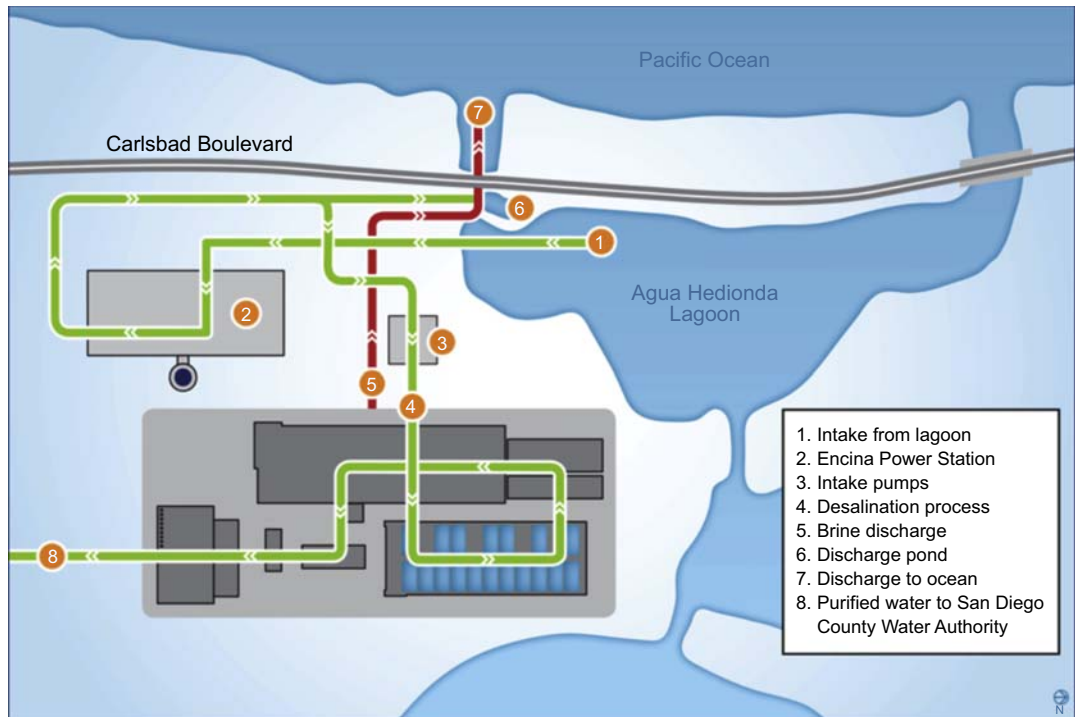 Pacific Ocean
7
Carlsbad Boulevard
6
1
Agua Hedionda
Lagoon
2
3
5
4
8
1. Intake from lagoon
2. Encina Power Station
3. Intake pumps
4. Desalination process
5. Brine discharge
6. Discharge pond
7. Discharge to ocean
8. Purified water to San Diego
County Water Authority
N